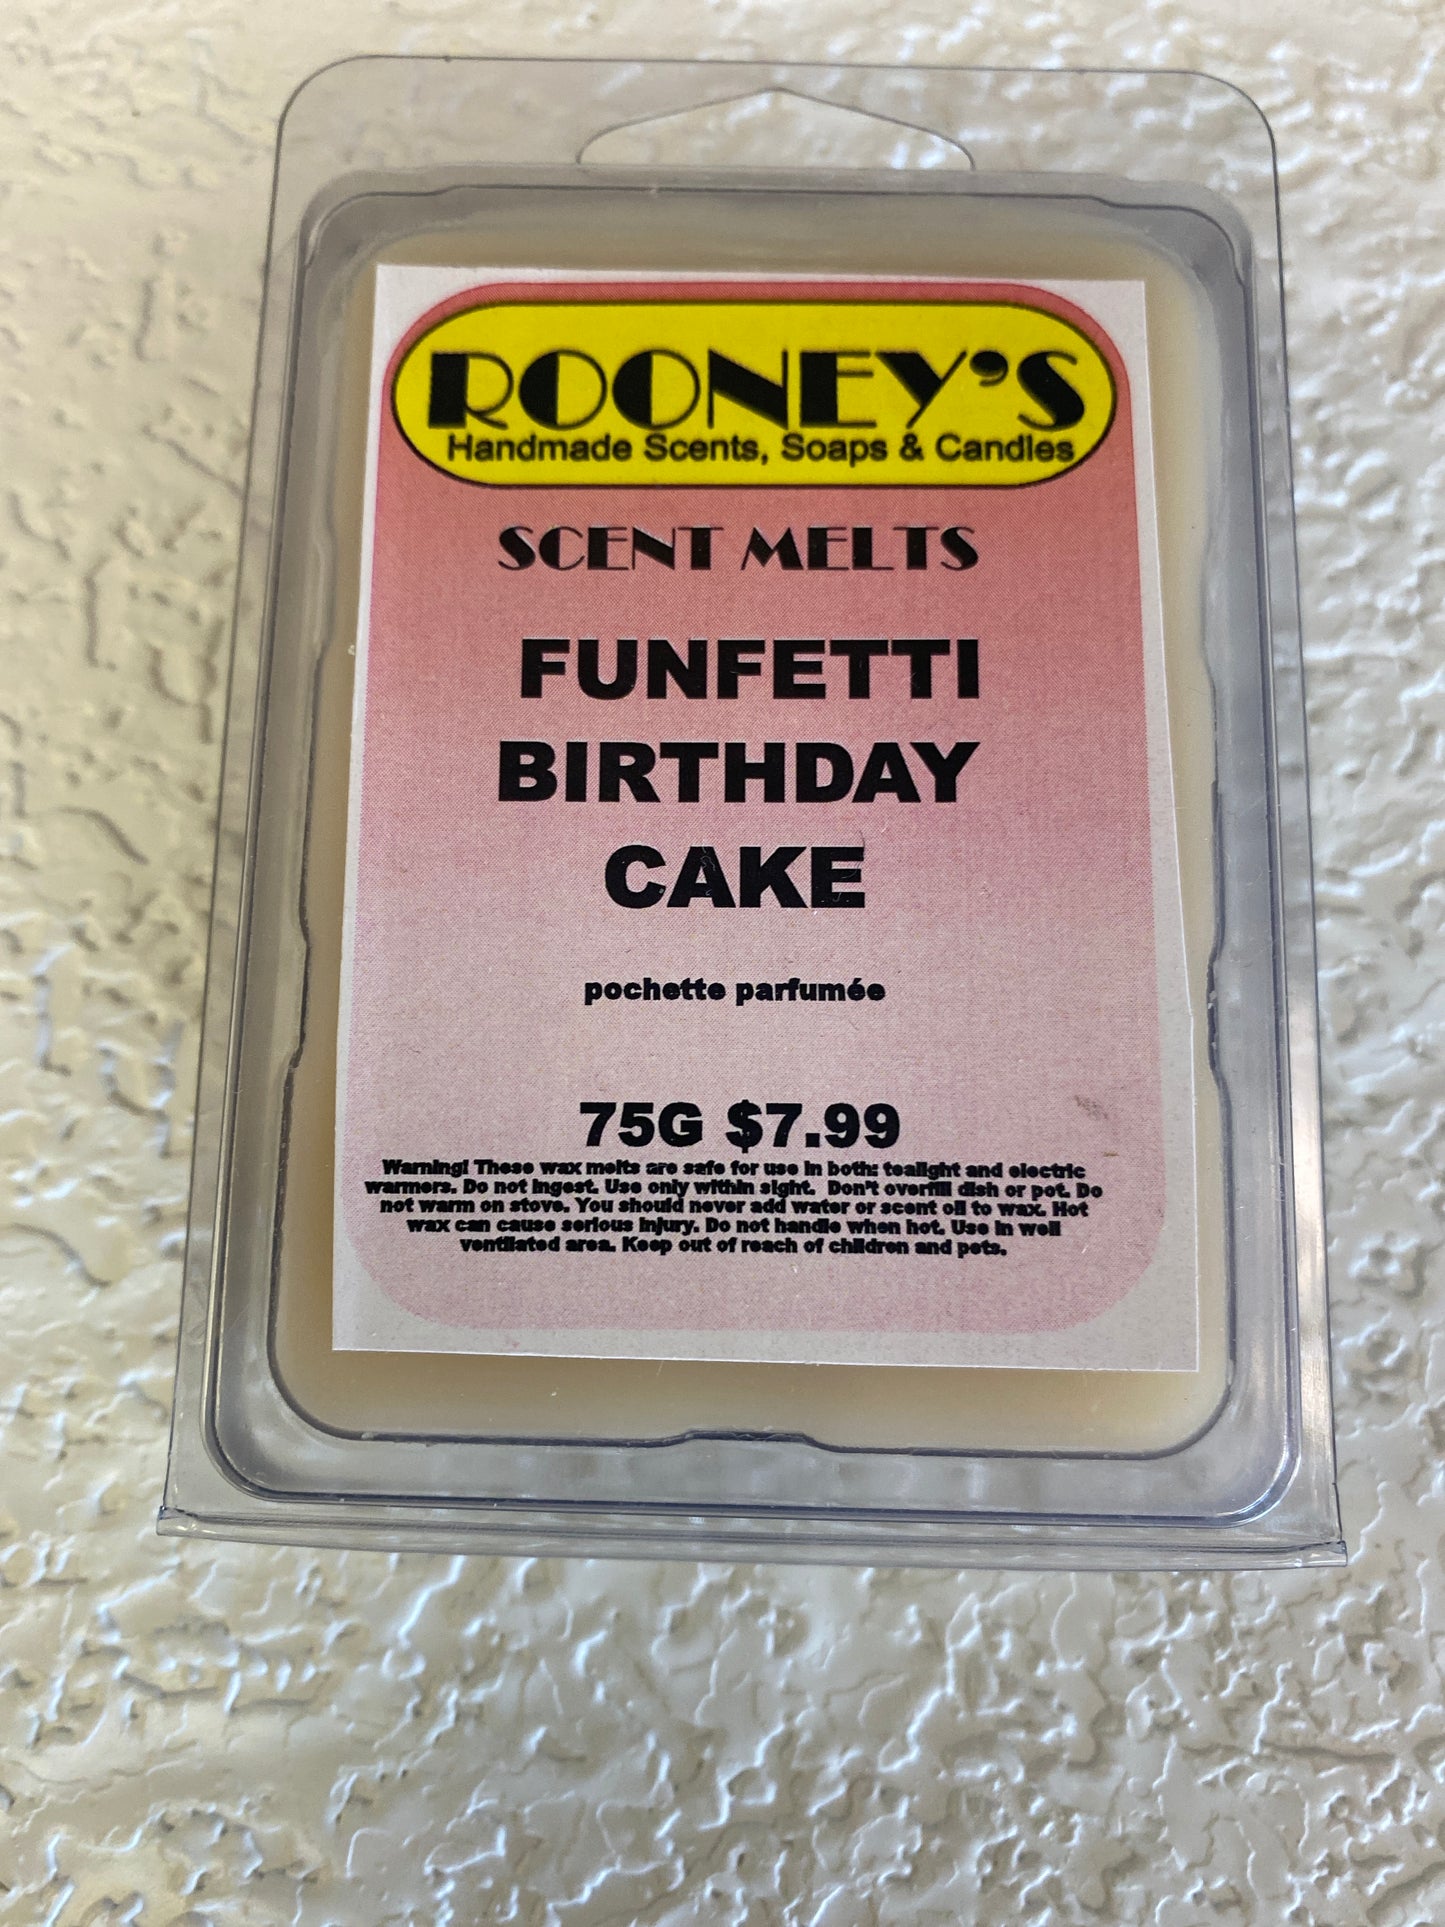 ROONEY'S
Handmade Scents, Soaps & Candles
SCENT MELTS
FUNFETTI
BIRTHDAY
CAKE
pochette parfumée
75G $7.99
Warning! These wax melts are safe for use in both: tealight and electric
warmers. Do not ingest. Use only within sight. Don't overfill dish or pot. Do
not warm on stove. You should never add water or scent oil to wax. Hot
wax can cause serious injury. Do not handle when hot. Use in well
ventilated area. Keep out of reach of children and pets.